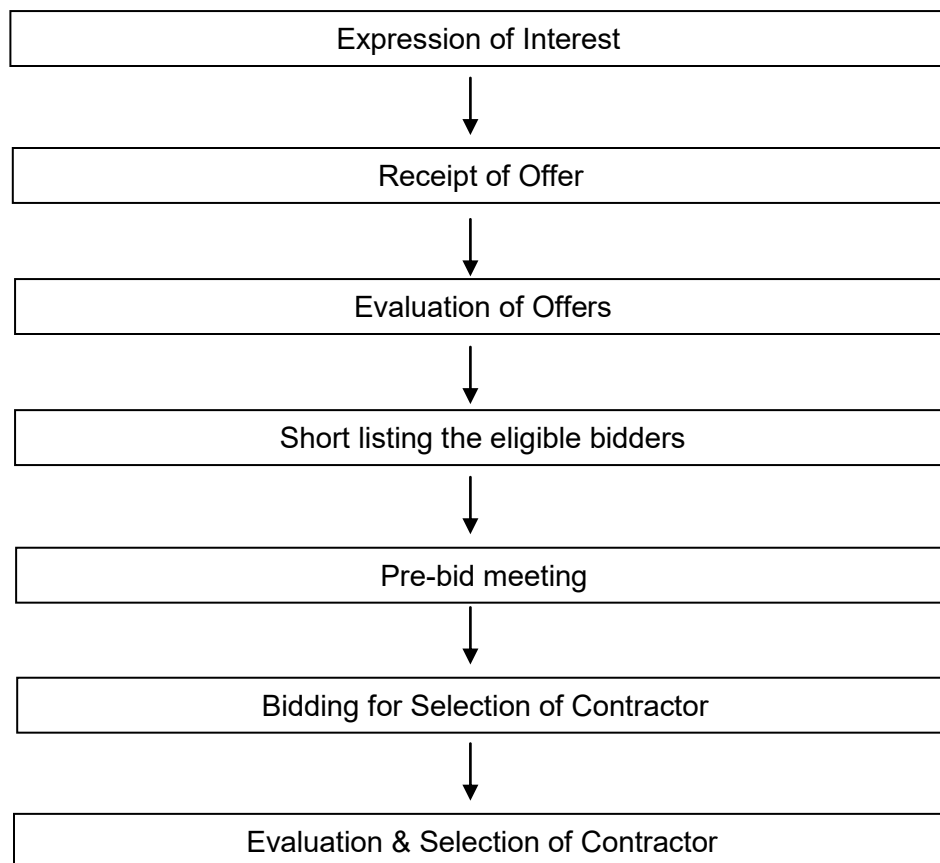 Expression of Interest
Receipt of Offer
Evaluation of Offers
Short listing the eligible bidders
Pre-bid meeting
Bidding for Selection of Contractor
Evaluation & Selection of Contractor